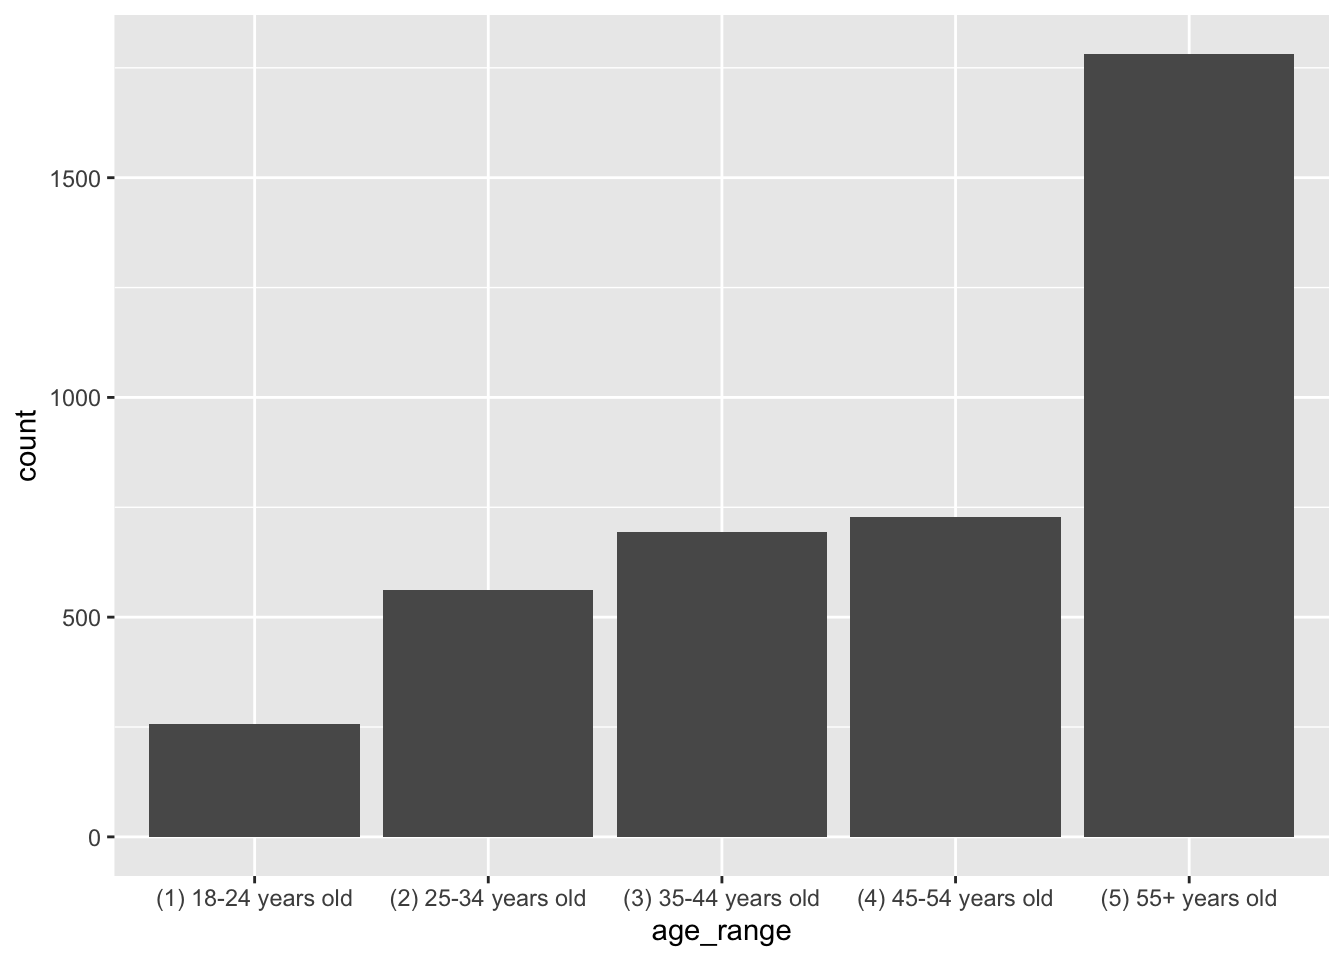 1500
1000
500
0
count
(1) 18-24 years old
(2) 25-34 years old
(3) 35-44 years old
(4) 45-54 years old
(5) 55+ years old
age_range